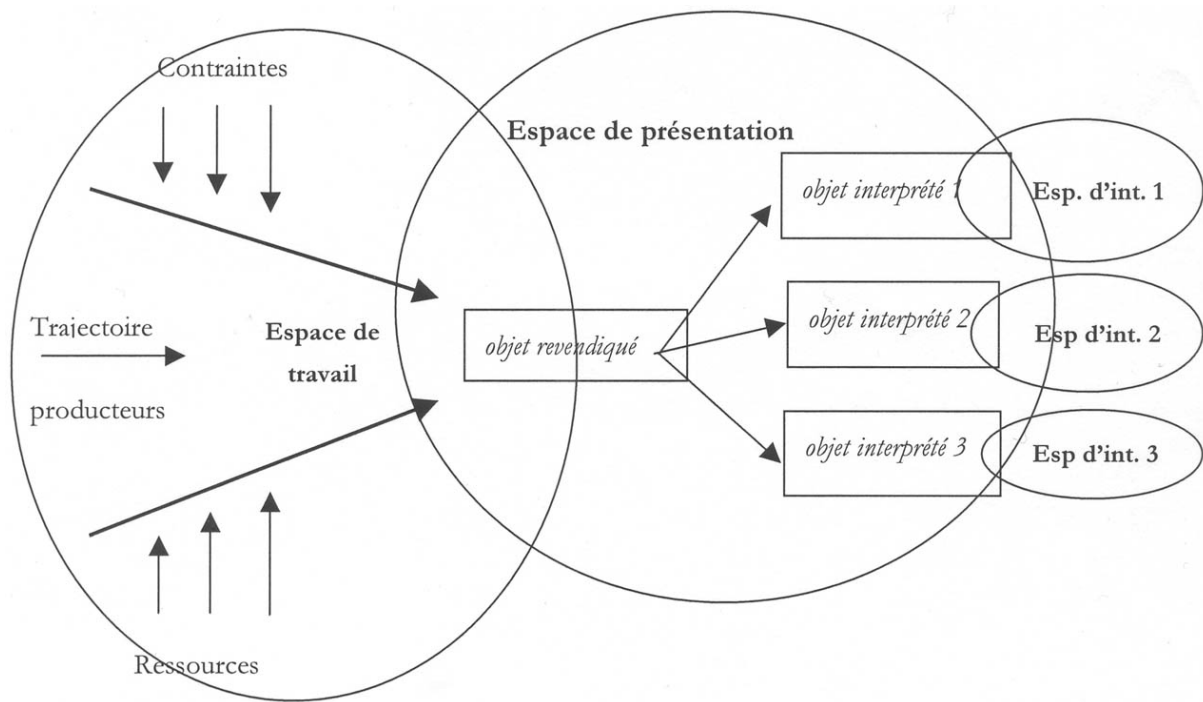 Contraintes
Espace de présentation
objet interprété 1
Esp. d'int. 1
Trajectoire
producteurs
Espace de
travail
objet revendiqué
objet interprété 2
Esp d'int. 2
objet interprété 3
Esp d'int. 3
Ressources